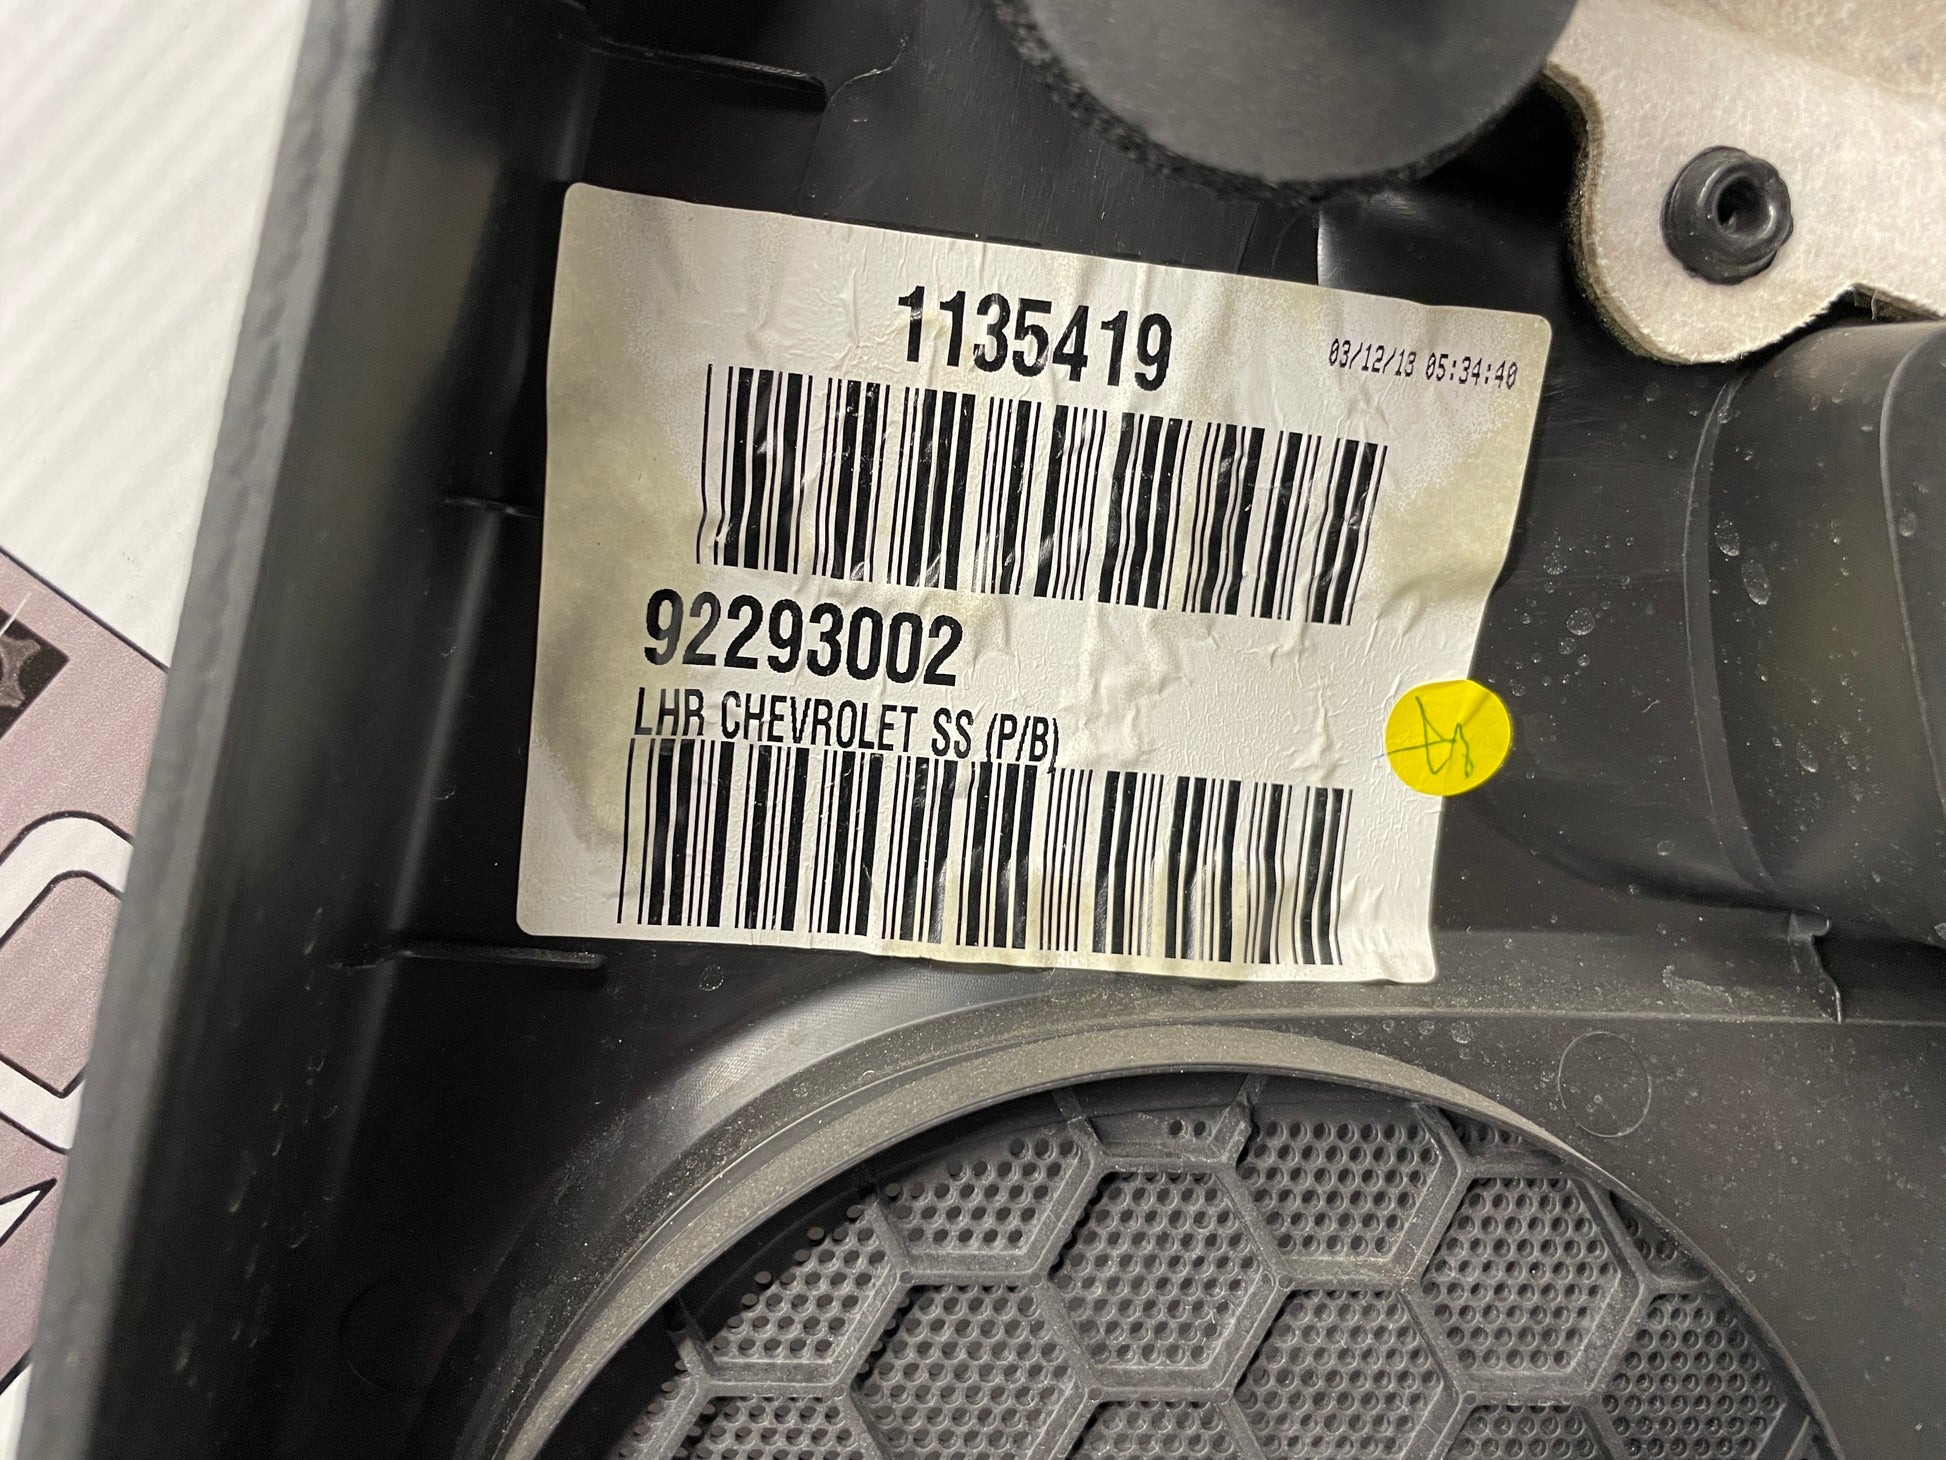 1135419
03/12/13 05:34:40
92293002
LHR CHEVROLET SS (P/B)